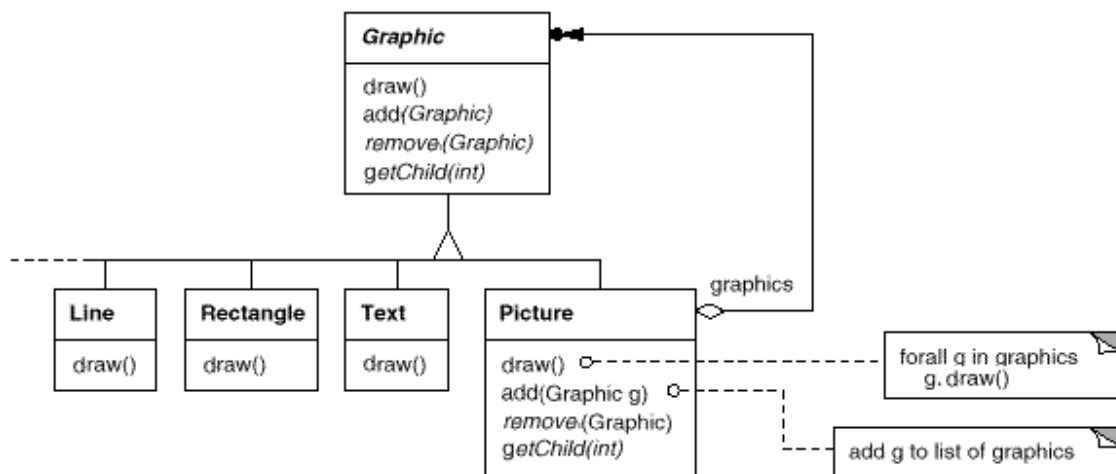 Graphic
draw()
add(Graphic)
remove(Graphic)
getChild(int)
graphics
Line
draw()
Rectangle
draw()
Text
draw()
Picture
draw()
add(Graphic g)
remove(Graphic)
getChild(int)
forall g in graphics
g. draw()
add g to list of graphics